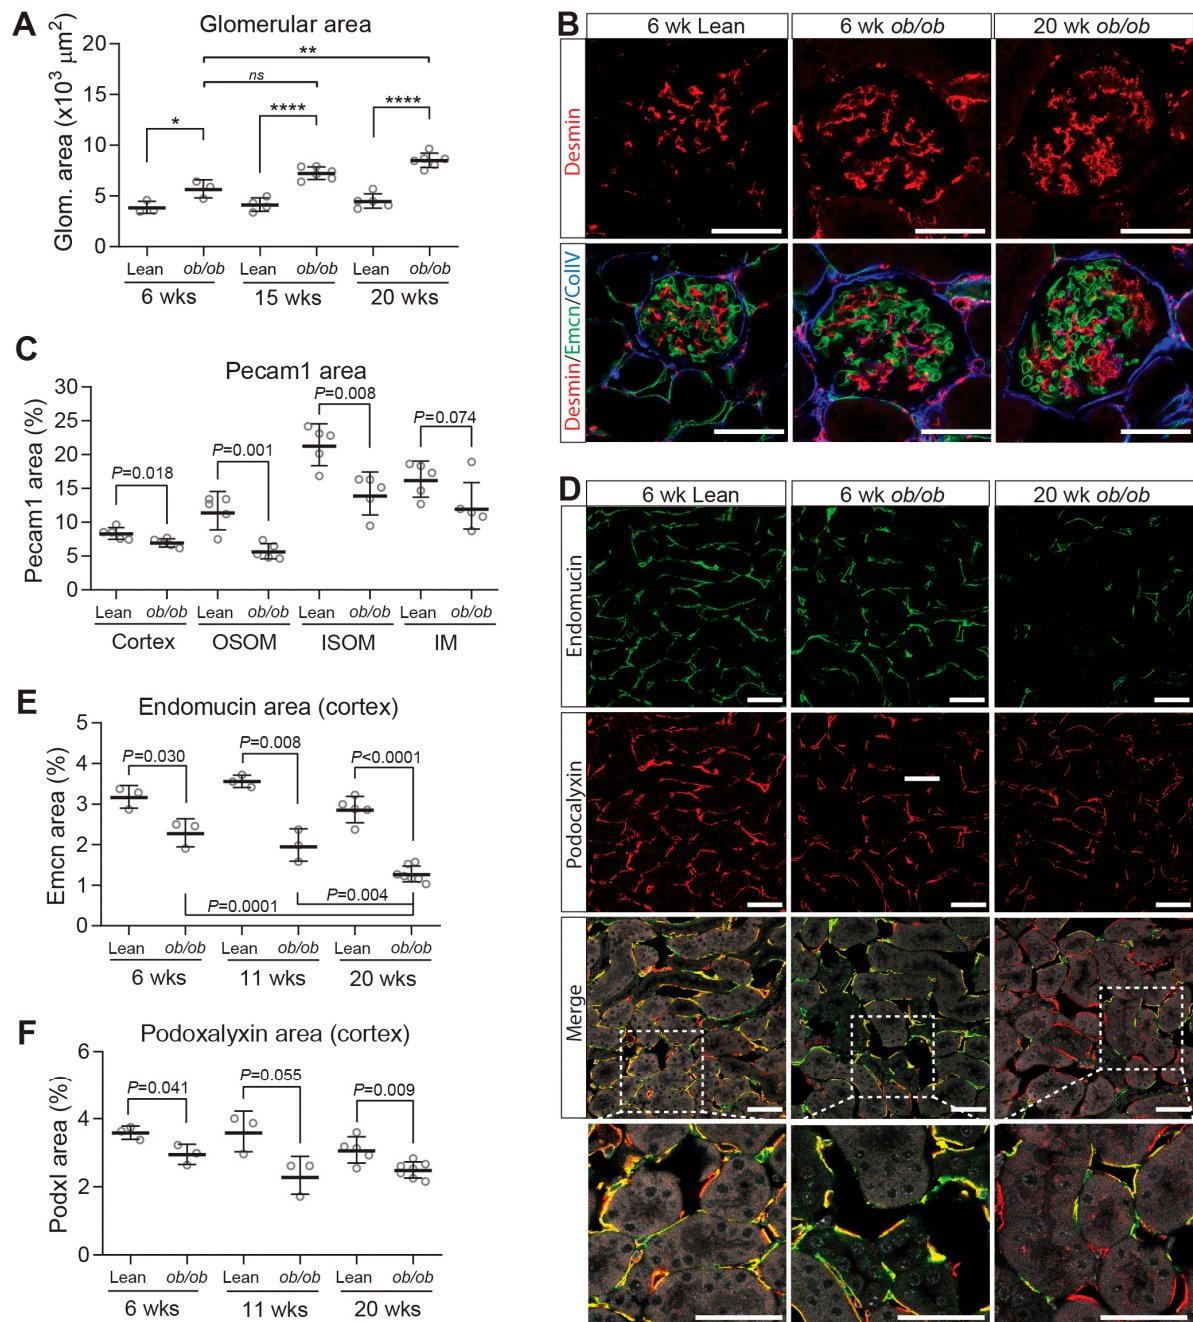 A
Glomerular area
Glom. area (x10³ µm²)
20
15
10
5
0
*
ns
**
****
****
Lean
ob/ob
Lean
ob/ob
Lean
ob/ob
6 wks
15 wks
20 wks
B
6 wk Lean
6 wk ob/ob
20 wk ob/ob
Desmin
Desmin/Emcn/ColIV
C
Pecam1 area
Pecam1 area (%)
30
25
20
15
10
5
0
P=0.018
P=0.001
P=0.008
P=0.074
Lean
ob/ob
Lean
ob/ob
Lean
ob/ob
Lean
ob/ob
Cortex
OSOM
ISOM
IM
D
6 wk Lean
6 wk ob/ob
20 wk ob/ob
Endomucin
Podocalyxin
Merge
E
Endomucin area (cortex)
Emcn area (%)
5
4
3
2
1
0
P=0.030
P=0.008
P<0.0001
P=0.004
P=0.0001
Lean
ob/ob
Lean
ob/ob
Lean
ob/ob
6 wks
11 wks
20 wks
F
Podoxalyxin area (cortex)
Podxl area (%)
6
4
2
0
P=0.041
P=0.055
P=0.009
Lean
ob/ob
Lean
ob/ob
Lean
ob/ob
6 wks
11 wks
20 wks